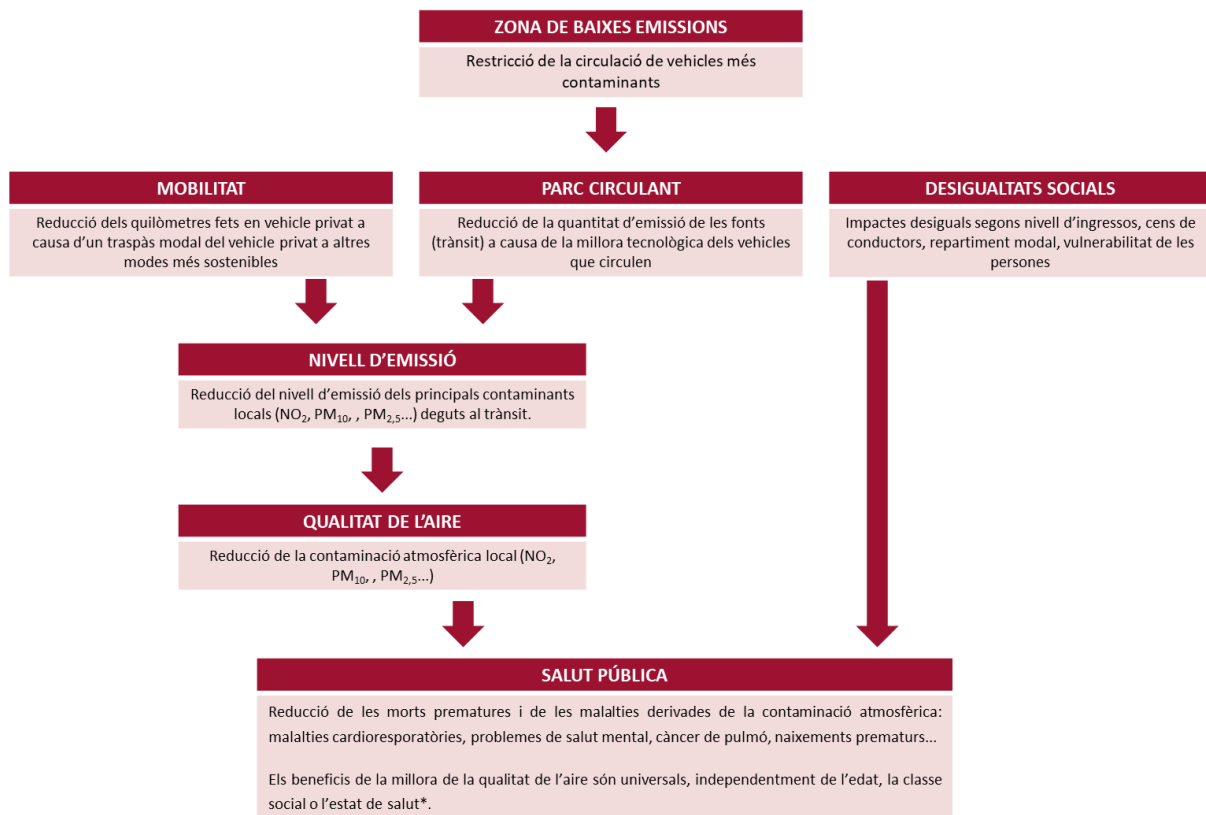 ZONA DE BAIXES EMISSIONS
Restricció de la circulació de vehicles més
contaminants
MOBILITAT
Reducció dels quilòmetres fets en vehicle privat a
causa d’un traspàs modal del vehicle privat a altres
modes més sostenibles
PARC CIRCULANT
Reducció de la quantitat d’emissió de les fonts
(trànsit) a causa de la millora tecnològica dels vehicles
que circulen
DESIGUALTATS SOCIALS
Impactes desiguals segons nivell d’ingressos, cens de
conductors, repartiment modal, vulnerabilitat de les
persones
NIVELL D’EMISSIÓ
Reducció del nivell d’emissió dels principals contaminants
locals (NO₂, PM₁₀, , PM₂,₅...) deguts al trànsit.
QUALITAT DE L’AIRE
Reducció de la contaminació atmosfèrica local (NO₂,
PM₁₀, , PM₂,₅...)
SALUT PÚBLICA
Reducció de les morts prematures i de les malalties derivades de la contaminació atmosfèrica:
malalties cardioresporatòries, problemes de salut mental, càncer de pulmó, naixements prematurs...
Els beneficis de la millora de la qualitat de l’aire són universals, independentment de l’edat, la classe
social o l’estat de salut*.